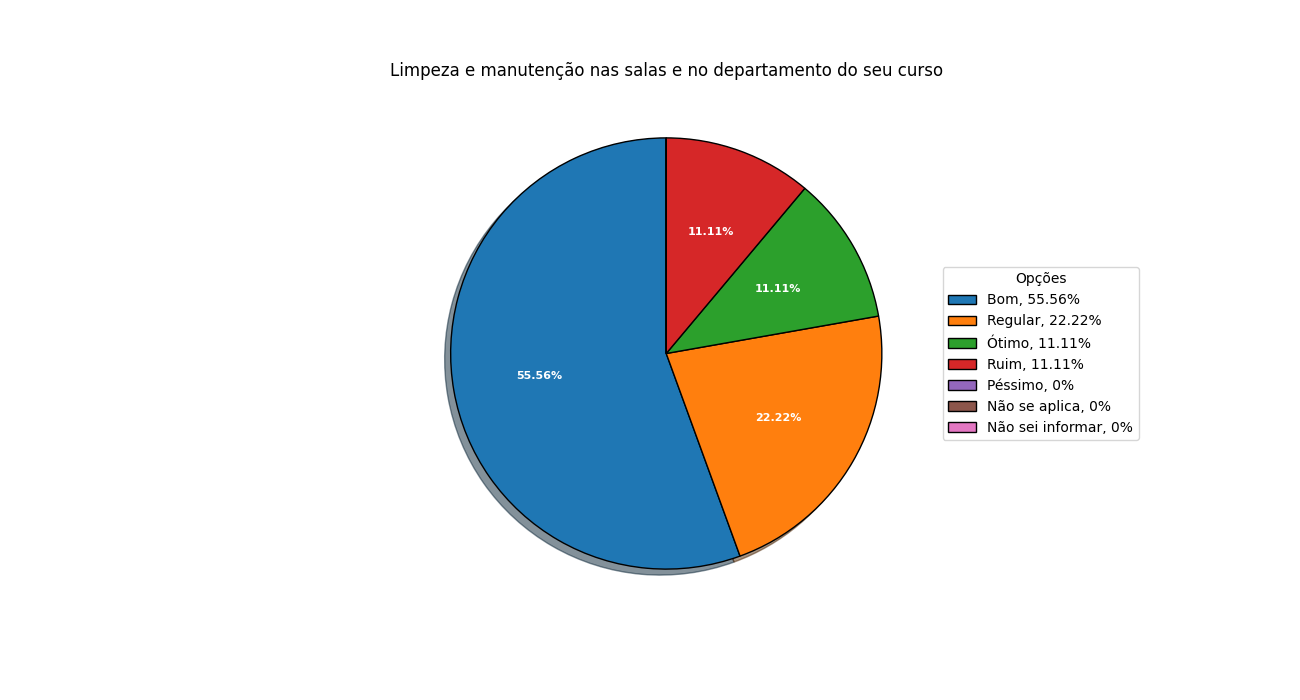 Limpeza e manutenção nas salas e no departamento do seu curso
11.11%
11.11%
55.56%
22.22%
Opções
Bom, 55.56%
Regular, 22.22%
Ótimo, 11.11%
Ruim, 11.11%
Péssimo, 0%
Não se aplica, 0%
Não sei informar, 0%